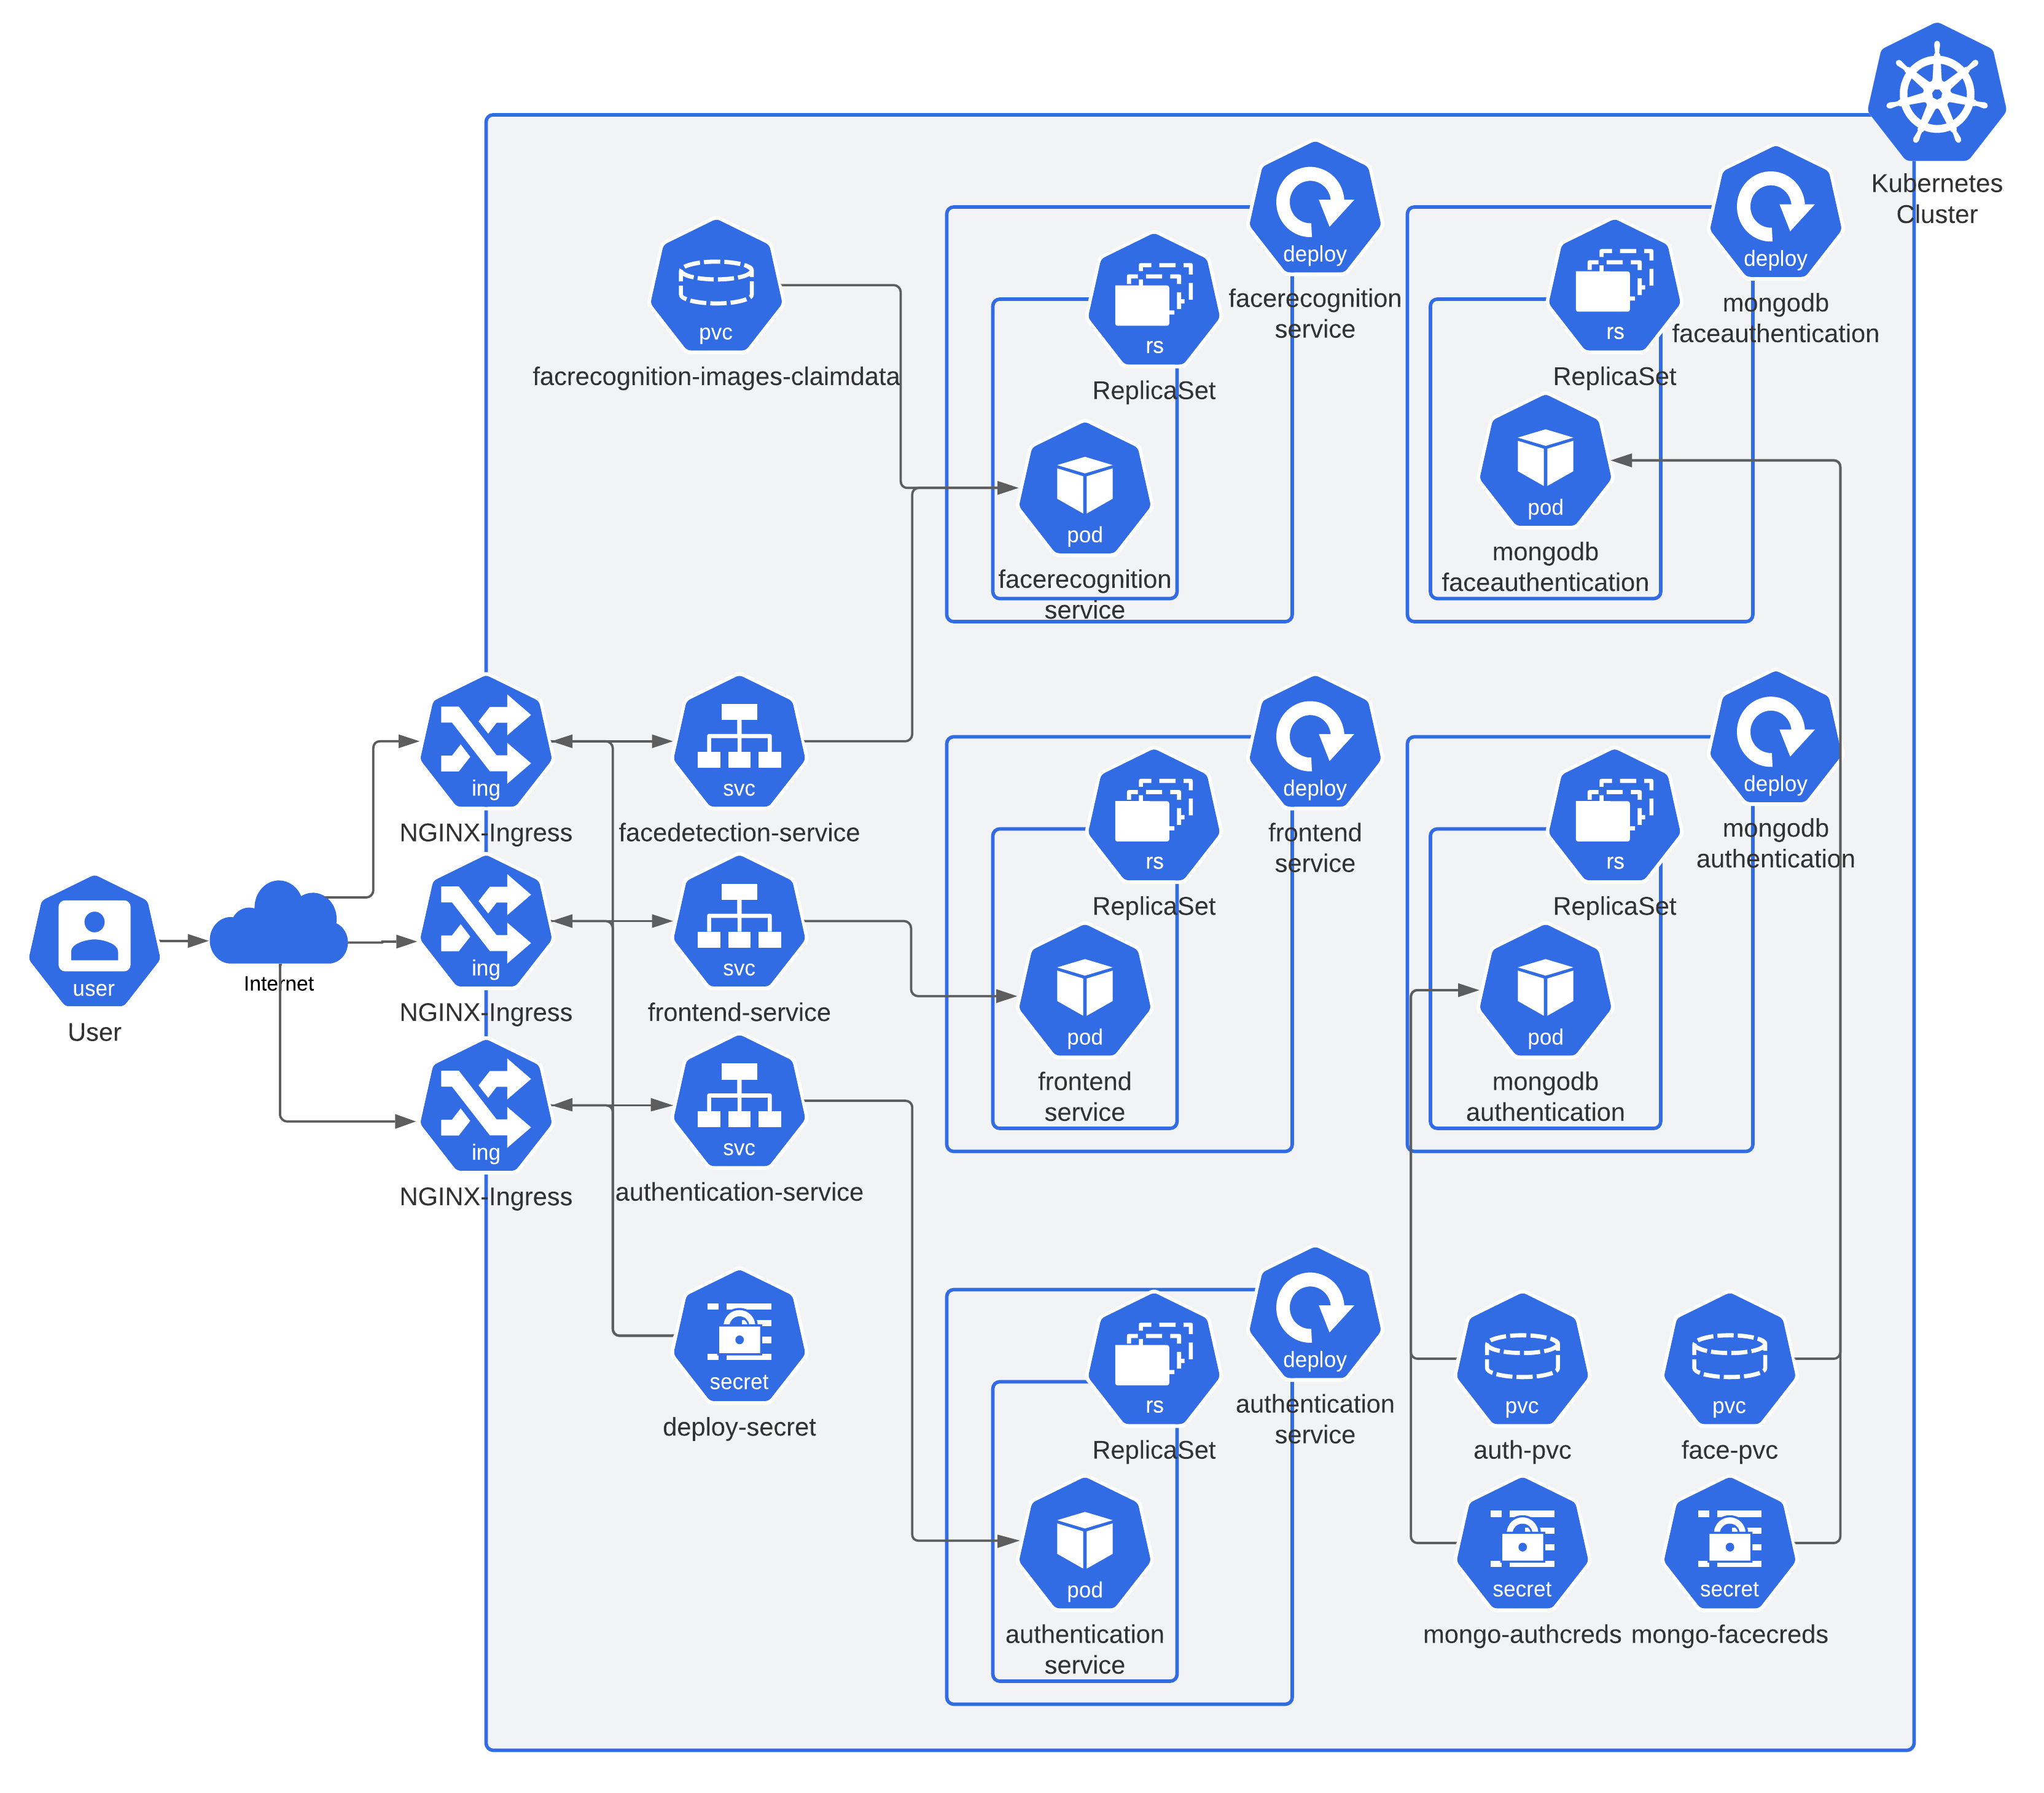 Kubernetes
Cluster
deploy
facerecognition
service
deploy
mongodb
faceauthentication
pvc
facrecognition-images-claimdata
rs
ReplicaSet
rs
ReplicaSet
pod
facerecognition
service
pod
mongodb
faceauthentication
ing
NGINX-Ingress
svc
facedetection-service
deploy
frontend
service
deploy
mongodb
authentication
rs
ReplicaSet
rs
ReplicaSet
user
User
Internet
ing
NGINX-Ingress
svc
frontend-service
pod
frontend
service
pod
mongodb
authentication
ing
NGINX-Ingress
svc
authentication-service
secret
deploy-secret
deploy
authentication
service
rs
ReplicaSet
pvc
auth-pvc
pvc
face-pvc
pod
authentication
service
secret
mongo-authcreds
secret
mongo-facecreds